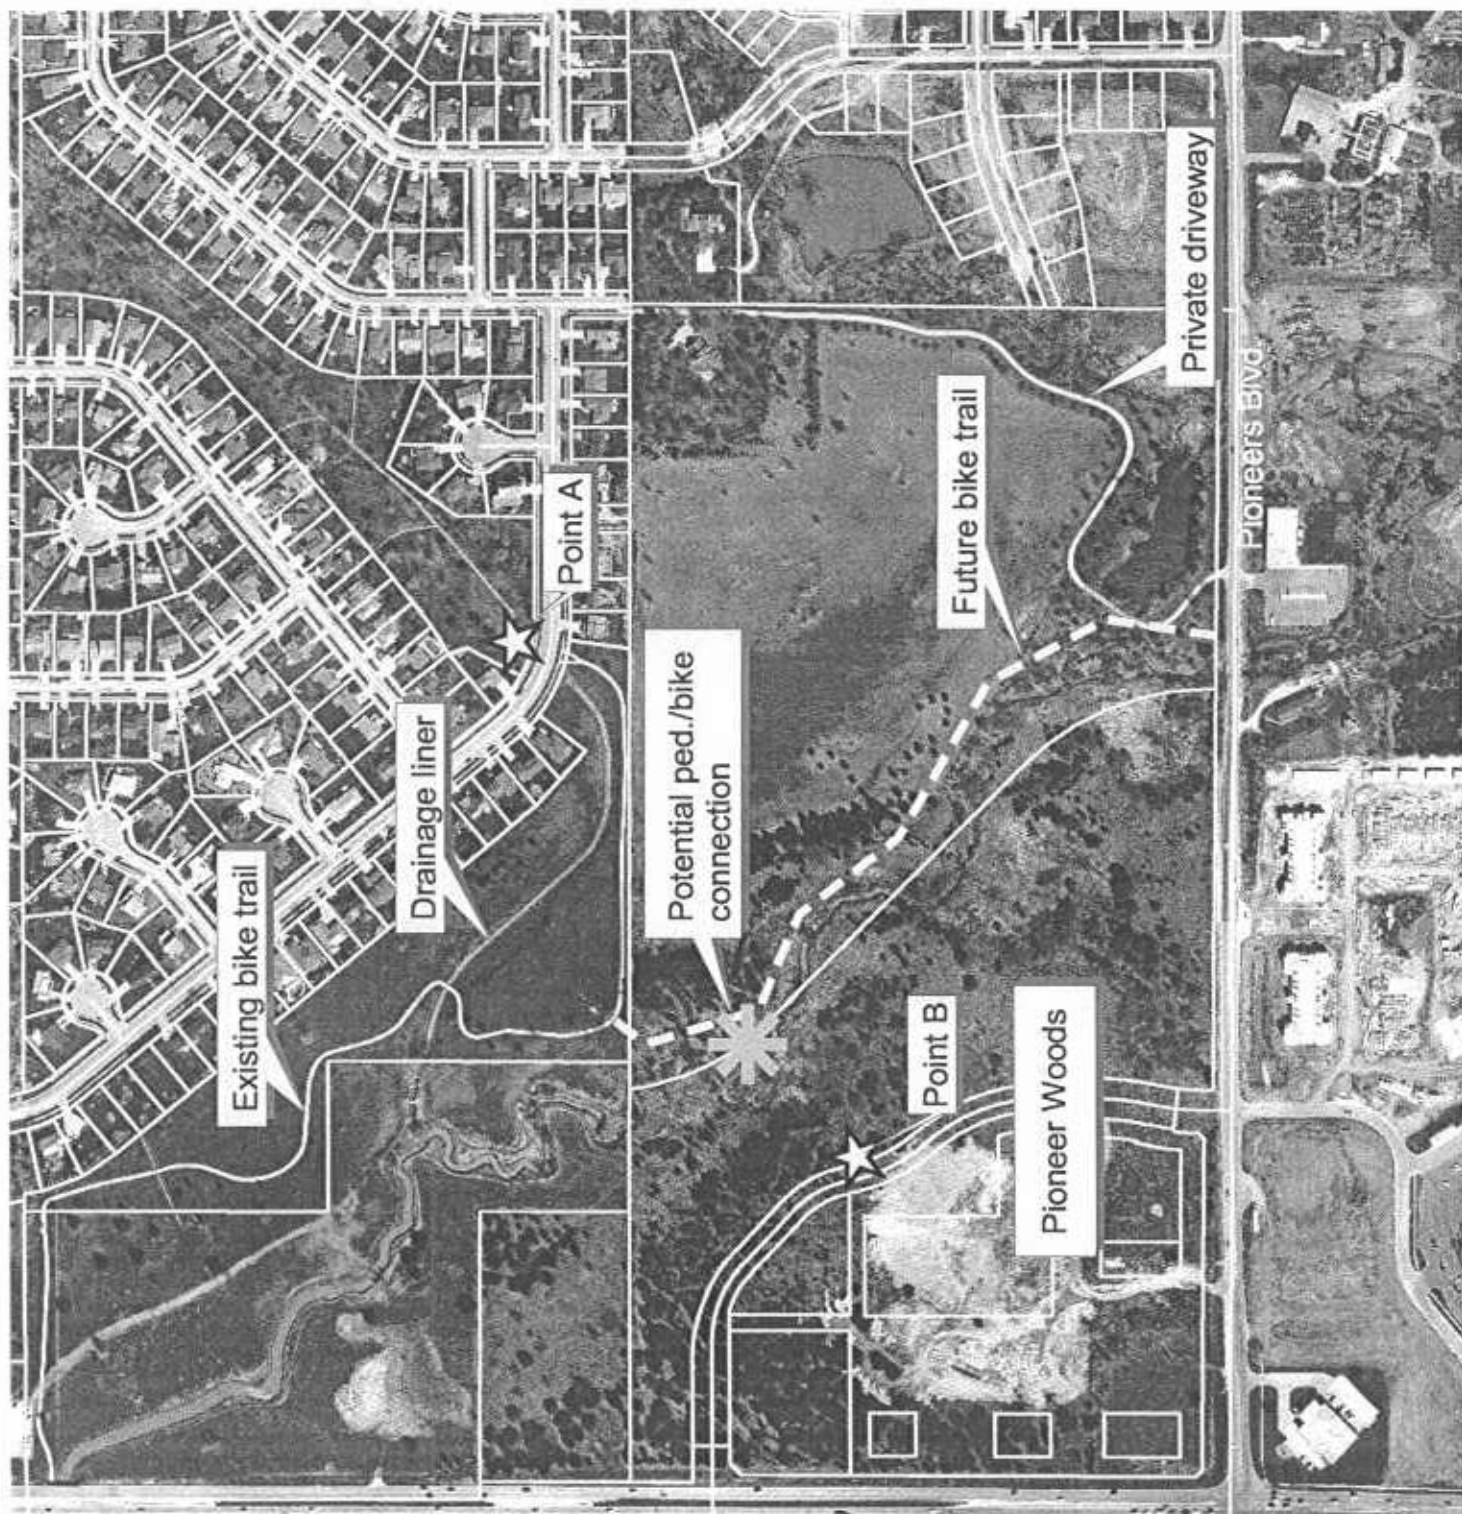 Existing bike trail
Drainage liner
Point A
Potential ped./bike
connection
Point B
Pioneer Woods
Future bike trail
Private driveway
Pioneers Blvd.